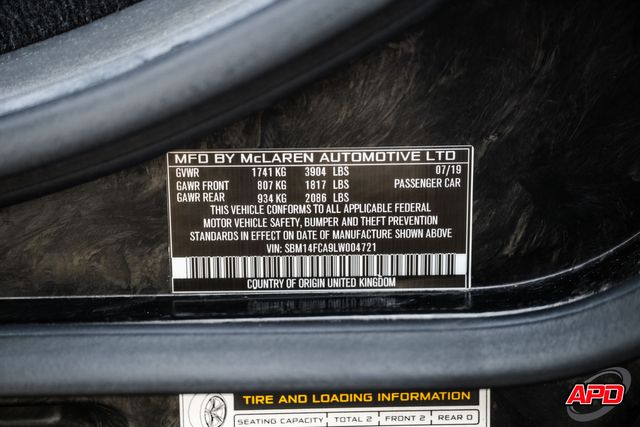 MFD BY McLAREN AUTOMOTIVE LTD
GVWR 1741 KG 3904 LBS 07/19
GAWR FRONT 807 KG 1817 LBS PASSENGER CAR
GAWR REAR 934 KG 2086 LBS
THIS VEHICLE CONFORMS TO ALL APPLICABLE FEDERAL
MOTOR VEHICLE SAFETY, BUMPER AND THEFT PREVENTION
STANDARDS IN EFFECT ON DATE OF MANUFACTURE SHOWN ABOVE
VIN: SBM14FCA9LW004721
COUNTRY OF ORIGIN UNITED KINGDOM
TIRE AND LOADING INFORMATION
SEATING CAPACITY TOTAL 2 FRONT 2 REAR 0
APD